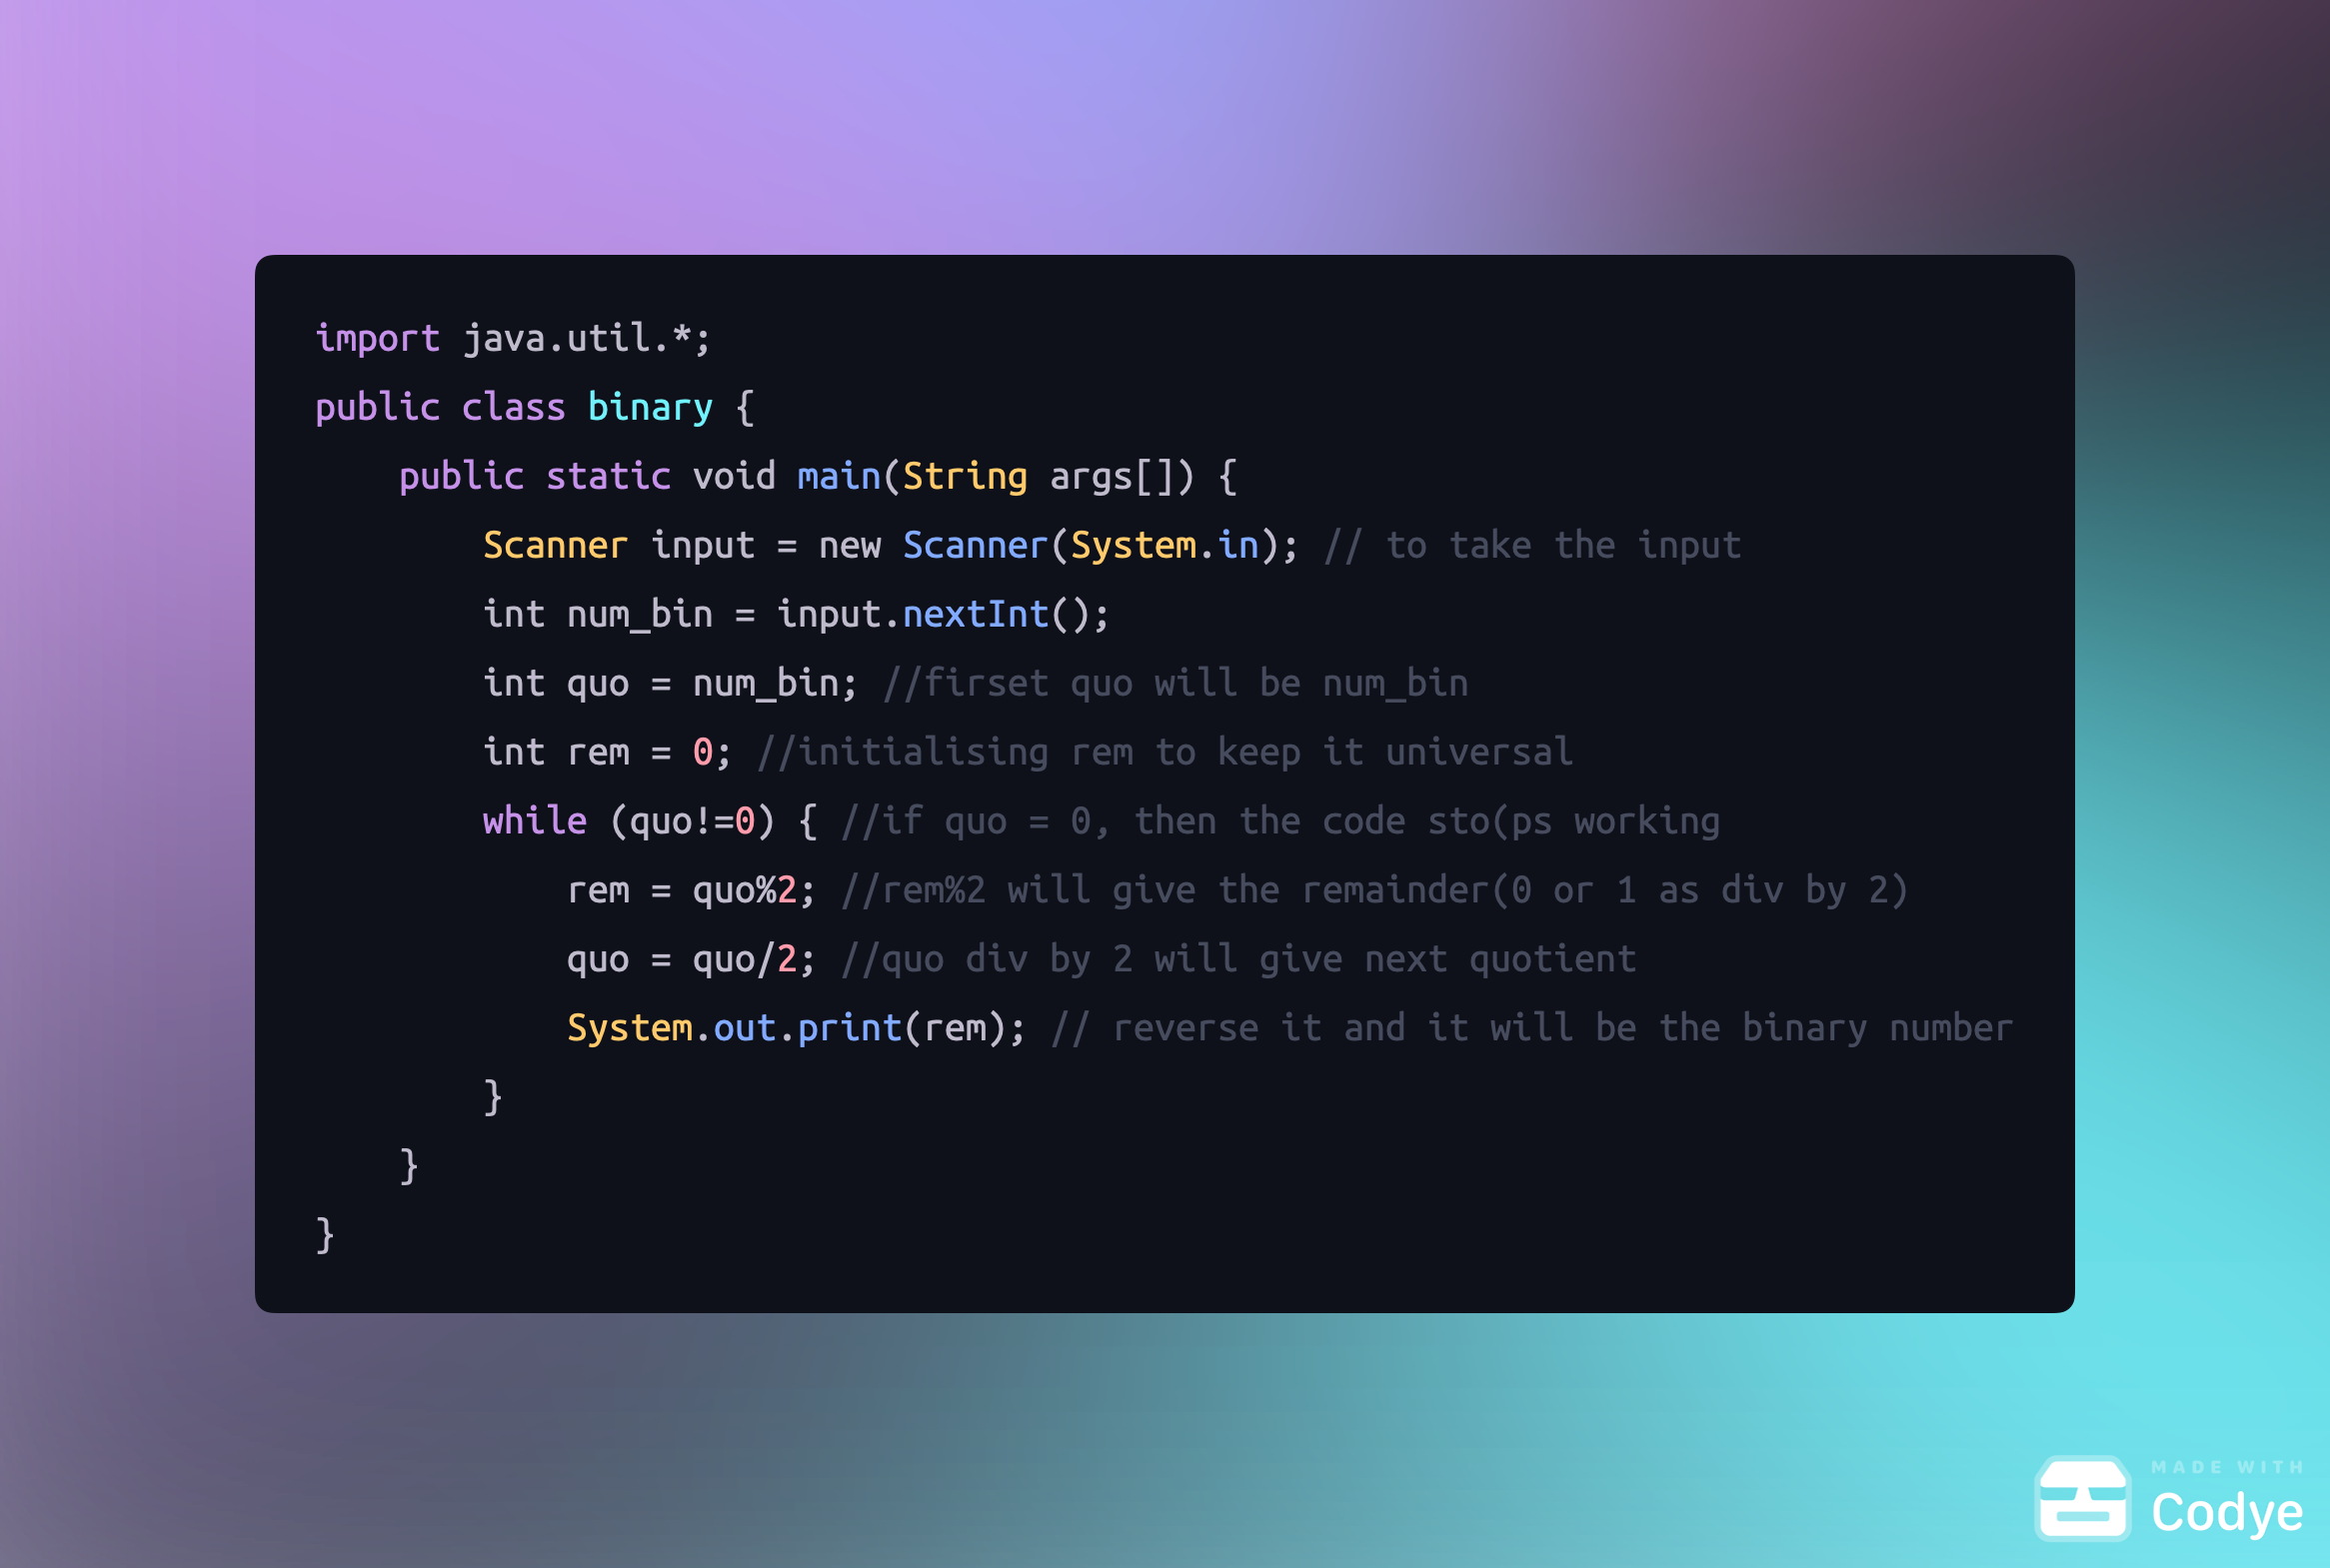 import java.util.*;
public class binary {
    public static void main(String args[]) {
        Scanner input = new Scanner(System.in); // to take the input
        int num_bin = input.nextInt();
        int quo = num_bin; //firset quo will be num_bin
        int rem = 0; //initialising rem to keep it universal
        while (quo!=0) { //if quo = 0, then the code sto(ps working
            rem = quo%2; //rem%2 will give the remainder(0 or 1 as div by 2)
            quo = quo/2; //quo div by 2 will give next quotient
            System.out.print(rem); // reverse it and it will be the binary number
        }
    }
}
MADE WITH
Codye